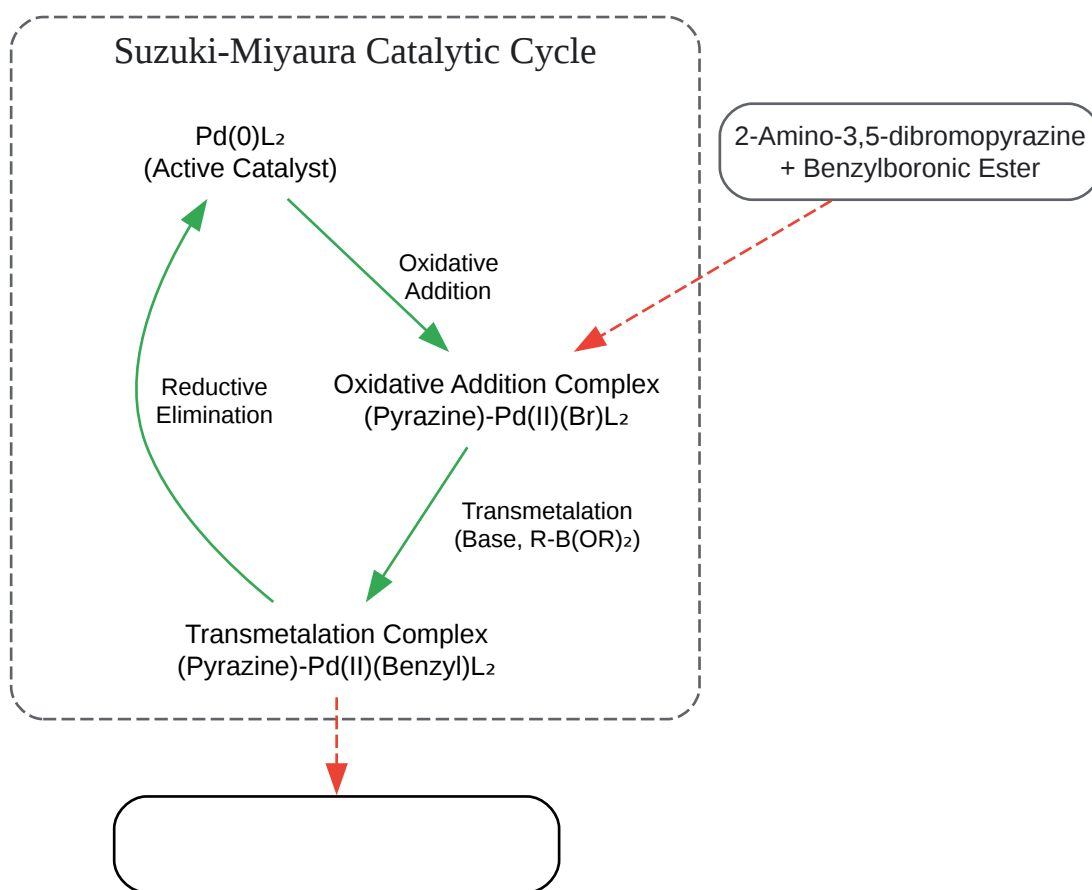 Suzuki-Miyaura Catalytic Cycle
Pd(0)L₂
(Active Catalyst)
2-Amino-3,5-dibromopyrazine
+ Benzylboronic Ester
Oxidative
Addition
Reductive
Elimination
Oxidative Addition Complex
(Pyrazine)-Pd(II)(Br)L₂
Transmetalation
(Base, R-B(OR)₂)
Transmetalation Complex
(Pyrazine)-Pd(II)(Benzyl)L₂